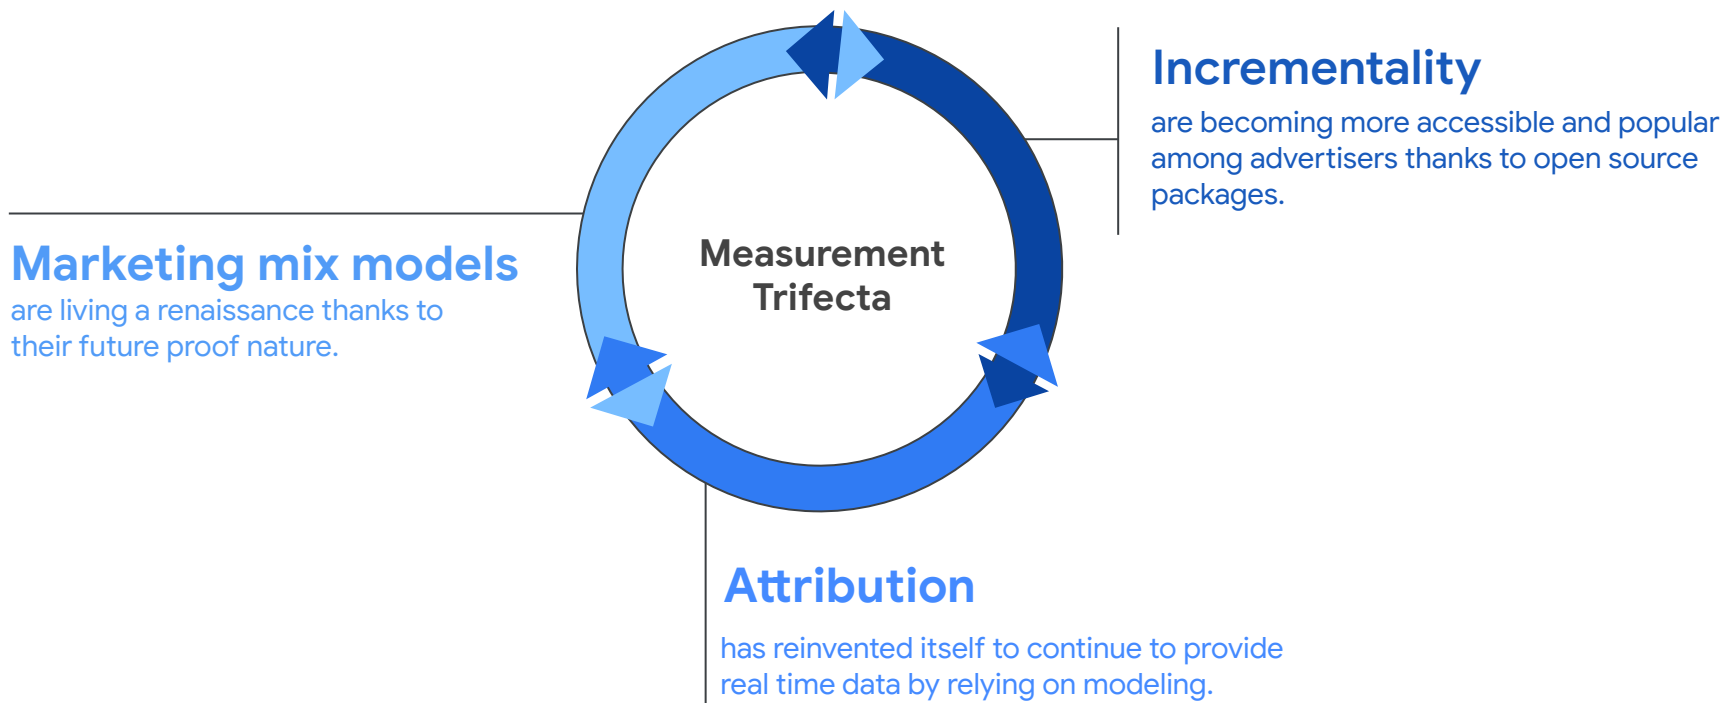 Measurement
Trifecta
Incrementality
are becoming more accessible and popular
among advertisers thanks to open source
packages.
Marketing mix models
are living a renaissance thanks to
their future proof nature.
Attribution
has reinvented itself to continue to provide
real time data by relying on modeling.